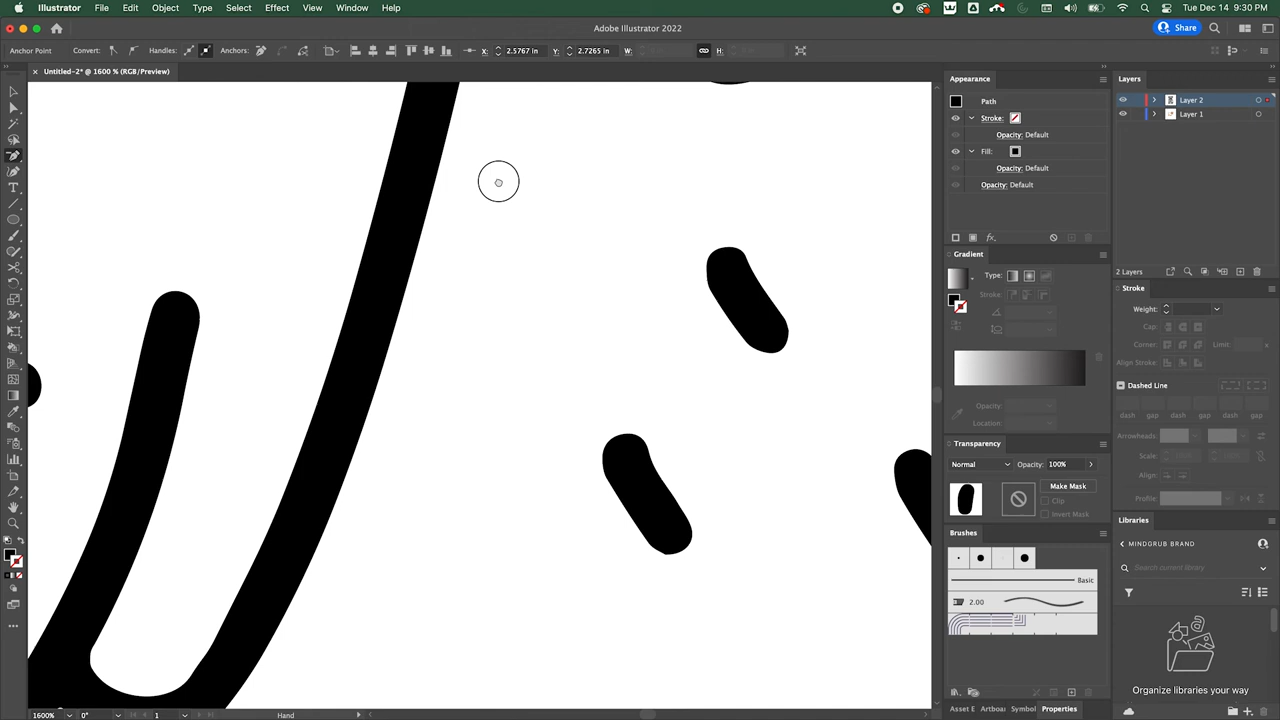 Illustrator File Edit Object Type Select Effect View Window Help Tue Dec 14 9:30 PM
Adobe Illustrator 2022 Share
Anchor Point Convert: Handles: Anchors: X: 2.5767 in Y: 2.7265 in W: H:
Untitled-2* @ 1600 % (RGB/Preview)
Appearance
Path
Stroke:
Opacity: Default
Fill:
Opacity: Default
Opacity: Default
fx
Gradient
Type:
Stroke:
Opacity:
Location:
Transparency
Normal Opacity: 100%
Make Mask
Clip
Invert Mask
Brushes
Basic
2.00
Layers
Layer 2
Layer 1
2 Layers
Stroke
Weight:
Cap:
Corner: Limit: x
Align Stroke:
Dashed Line
dash gap dash gap dash gap
Arrowheads:
Scale:
Align:
Profile:
Libraries
MINDGRUB BRAND
Search current library
Organize libraries your way
Asset E Artboar Symbol Properties
1600% 0° 1 Hand